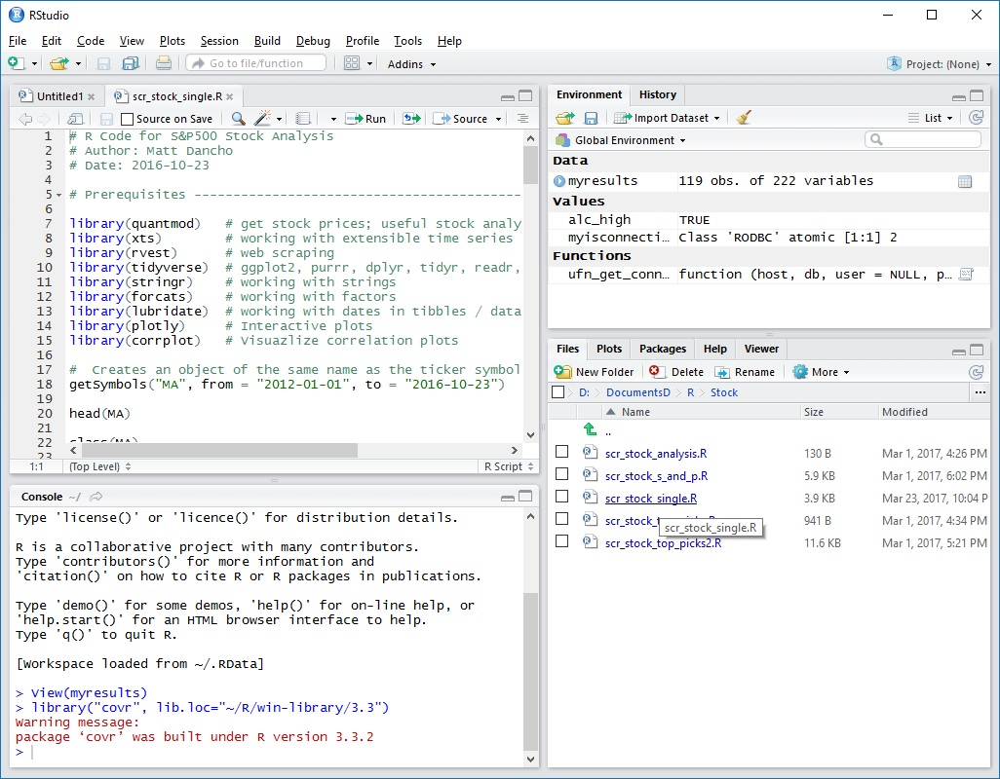 RStudio
File Edit Code View Plots Session Build Debug Profile Tools Help
Go to file/function Addins Project: (None)
Untitled1 scr_stock_single.R
Source on Save Run Source
1 # R Code for S&P500 Stock Analysis
2 # Author: Matt Dancho
3 # Date: 2016-10-23
4
5 # Prerequisites ------------------------------------------
6
7 library(quantmod) # get stock prices; useful stock analy
8 library(xts) # working with extensible time series
9 library(rvest) # web scraping
10 library(tidyverse) # ggplot2, purrr, dplyr, tidyr, readr,
11 library(stringr) # working with strings
12 library(forcats) # working with factors
13 library(lubridate) # working with dates in tibbles / data
14 library(plotly) # Interactive plots
15 library(corrplot) # Visuazlize correlation plots
16
17 # Creates an object of the same name as the ticker symbol
18 getSymbols("MA", from = "2012-01-01", to = "2016-10-23")
19
20 head(MA)
21
22 class(MA)
23
1:1 (Top Level) R Script
Console ~/
Type 'license()' or 'licence()' for distribution details.
R is a collaborative project with many contributors.
Type 'contributors()' for more information and
'citation()' on how to cite R or R packages in publications.
Type 'demo()' for some demos, 'help()' for on-line help, or
'help.start()' for an HTML browser interface to help.
Type 'q()' to quit R.
[Workspace loaded from ~/.RData]
> View(myresults)
> library("covr", lib.loc="~/R/win-library/3.3")
Warning message:
package ‘covr’ was built under R version 3.3.2
>
Environment History
Import Dataset List
Global Environment
Data
myresults 119 obs. of 222 variables
Values
alc_high TRUE
myisconnecti... Class 'RODBC' atomic [1:1] 2
Functions
ufn_get_conn... function (host, db, user = NULL, p...
Files Plots Packages Help Viewer
New Folder Delete Rename More
D: DocumentsD R Stock ...
Name Size Modified
..
scr_stock_analysis.R 130 B Mar 1, 2017, 4:26 PM
scr_stock_s_and_p.R 5.9 KB Mar 1, 2017, 6:02 PM
scr_stock_single.R 3.9 KB Mar 23, 2017, 10:04 P
941 B Mar 1, 2017, 4:34 PM
scr_stock_single.R
scr_stock_top_picks2.R 11.6 KB Mar 1, 2017, 5:21 PM